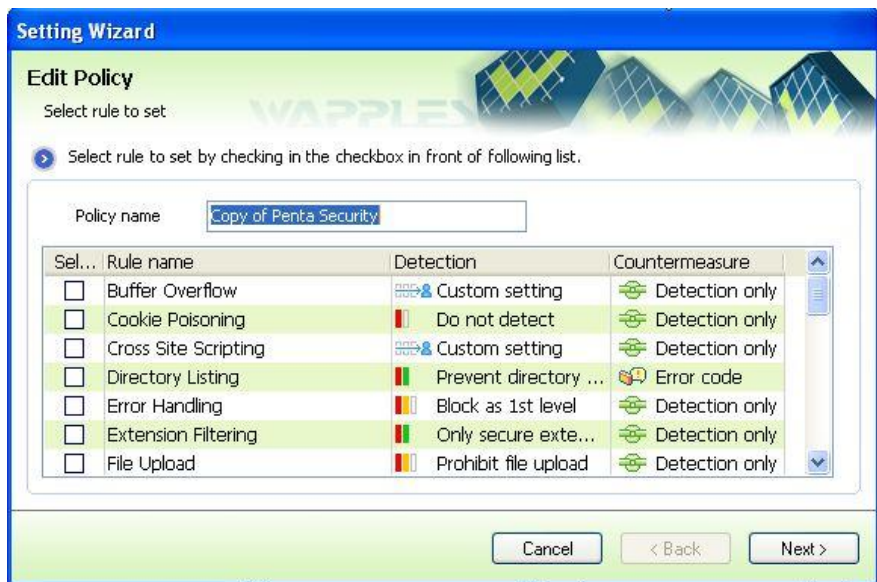 Setting Wizard
Edit Policy
Select rule to set
WAPPLES
Select rule to set by checking in the checkbox in front of following list.
Policy name Copy of Penta Security
Sel... Rule name Detection Countermeasure
Buffer Overflow Custom setting Detection only
Cookie Poisoning Do not detect Detection only
Cross Site Scripting Custom setting Detection only
Directory Listing Prevent directory ... Error code
Error Handling Block as 1st level Detection only
Extension Filtering Only secure exte... Detection only
File Upload Prohibit file upload Detection only
Cancel < Back Next >